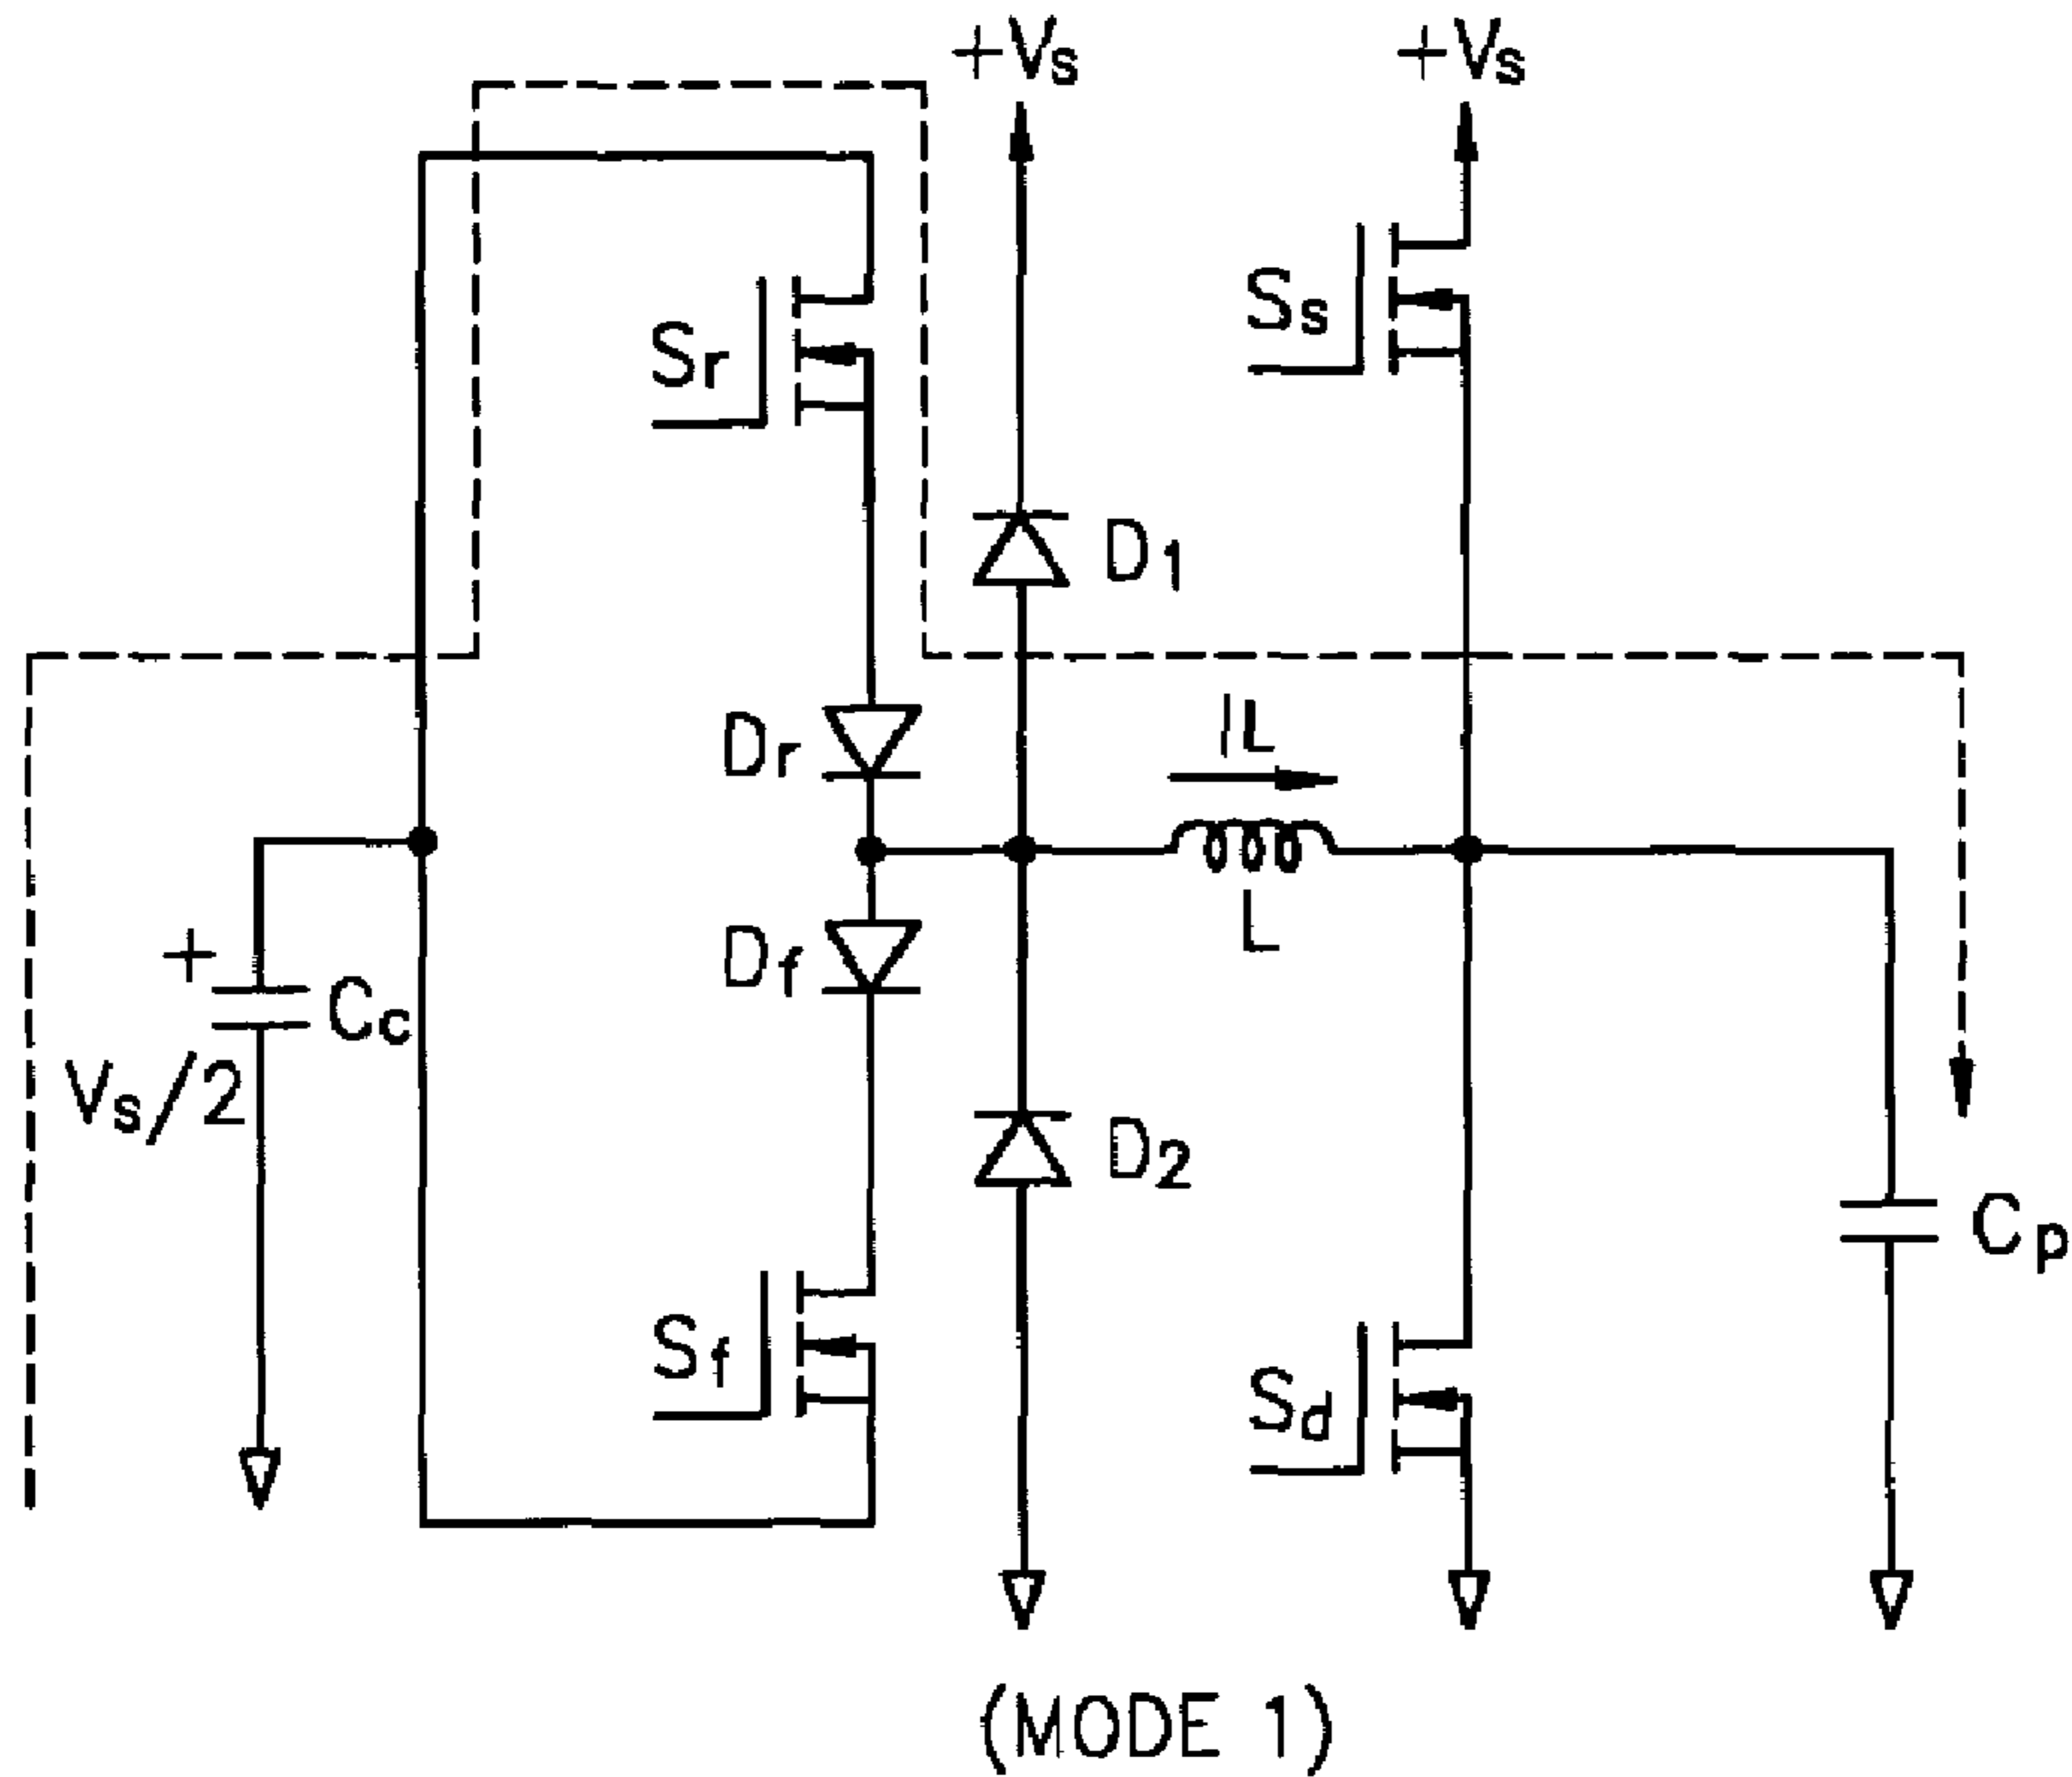 +Vs
+Vs
Ss
Sr
D1
Dr
IL
L
Df
+
Cc
Vs/2
D2
Cp
Sf
Sd
(MODE 1)